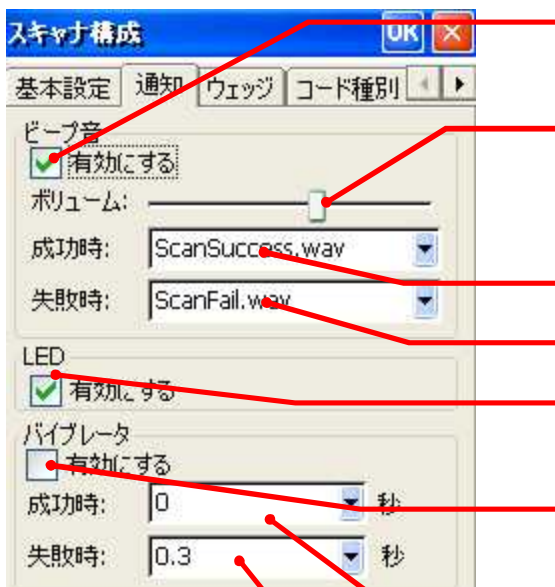 スキャナ構成 OK
基本設定 通知 ウェッジ コード種別
ビープ音
有効にする
ボリューム:
成功時: ScanSuccess.wav
失敗時: ScanFail.wav
LED
有効にする
バイブレータ
有効にする
成功時: 0 秒
失敗時: 0.3 秒